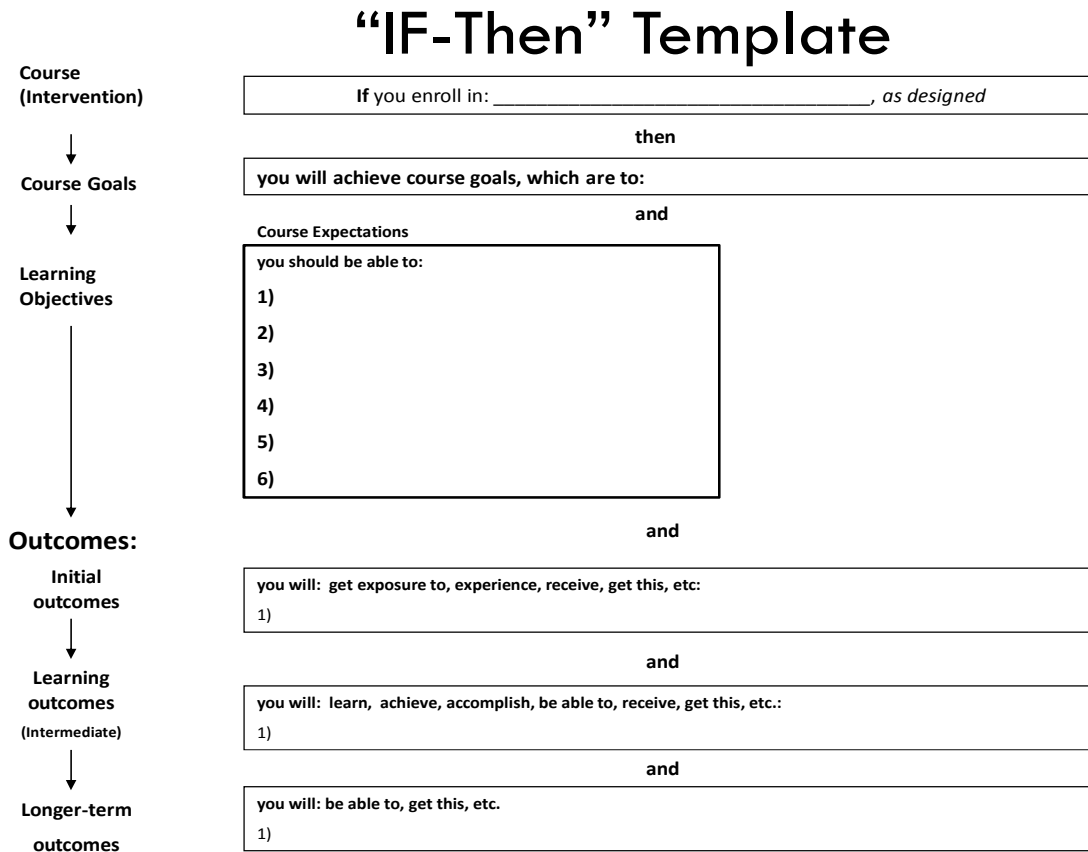 “IF-Then” Template
Course
(Intervention)
If you enroll in: ___________________________________, as designed
then
Course Goals
you will achieve course goals, which are to:
and
Course Expectations
Learning
Objectives
you should be able to:
1)
2)
3)
4)
5)
6)
and
Outcomes:
Initial
outcomes
you will:  get exposure to, experience, receive, get this, etc:
1)
and
Learning
outcomes
(Intermediate)
you will:  learn,  achieve, accomplish, be able to, receive, get this, etc.:
1)
and
Longer-term
outcomes
you will: be able to, get this, etc.
1)